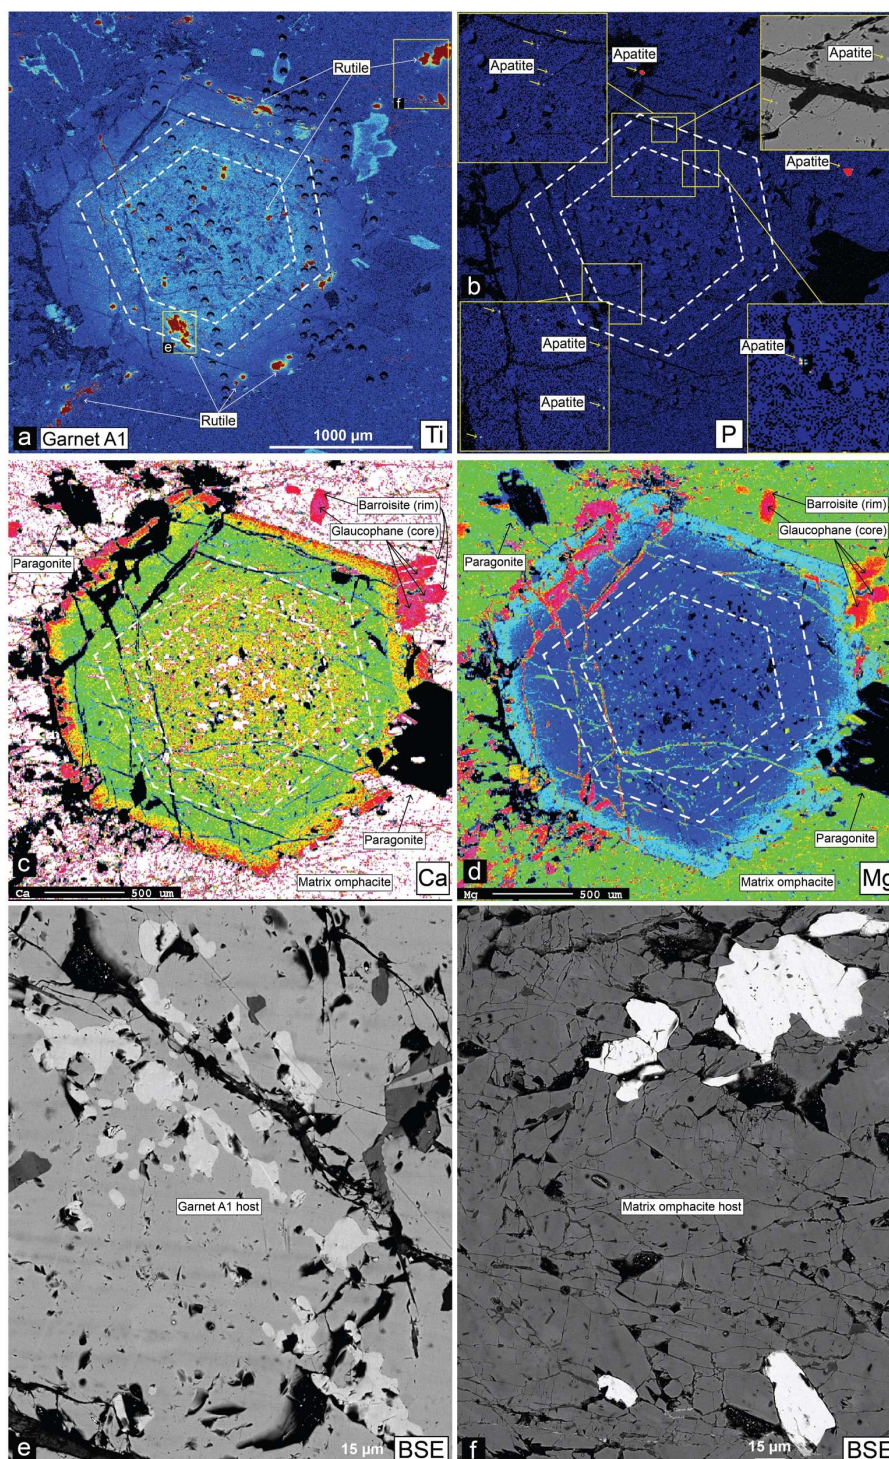 Rutile
f
e
Rutile
a
Garnet A1
1000 µm
Ti
Apatite
Apatite
Apatite
Apatite
b
Apatite
Apatite
Apatite
P
Barroisite (rim)
Glaucophane (core)
Paragonite
Paragonite
c
Ca
500 um
Matrix omphacite
Ca
Barroisite (rim)
Glaucophane (core)
Paragonite
Paragonite
d
Mg
500 um
Matrix omphacite
Mg
Garnet A1 host
e
15 µm
BSE
Matrix omphacite host
f
15 µm
BSE